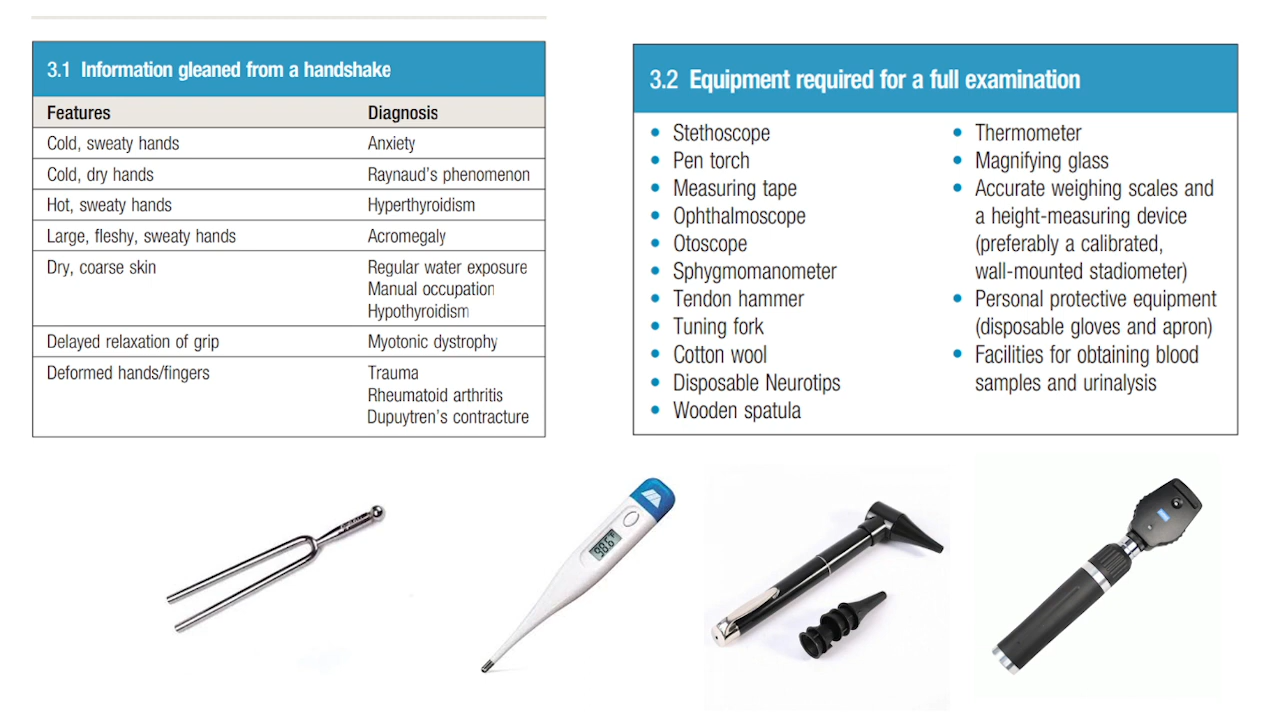 3.1 Information gleaned from a handshake
Features Diagnosis
Cold, sweaty hands Anxiety
Cold, dry hands Raynaud's phenomenon
Hot, sweaty hands Hyperthyroidism
Large, fleshy, sweaty hands Acromegaly
Dry, coarse skin Regular water exposure
Manual occupation
Hypothyroidism
Delayed relaxation of grip Myotonic dystrophy
Deformed hands/fingers Trauma
Rheumatoid arthritis
Dupuytren's contracture
3.2 Equipment required for a full examination
• Stethoscope
• Pen torch
• Measuring tape
• Ophthalmoscope
• Otoscope
• Sphygmomanometer
• Tendon hammer
• Tuning fork
• Cotton wool
• Disposable Neurotips
• Wooden spatula
• Thermometer
• Magnifying glass
• Accurate weighing scales and
a height-measuring device
(preferably a calibrated,
wall-mounted stadiometer)
• Personal protective equipment
(disposable gloves and apron)
• Facilities for obtaining blood
samples and urinalysis
98.6°F